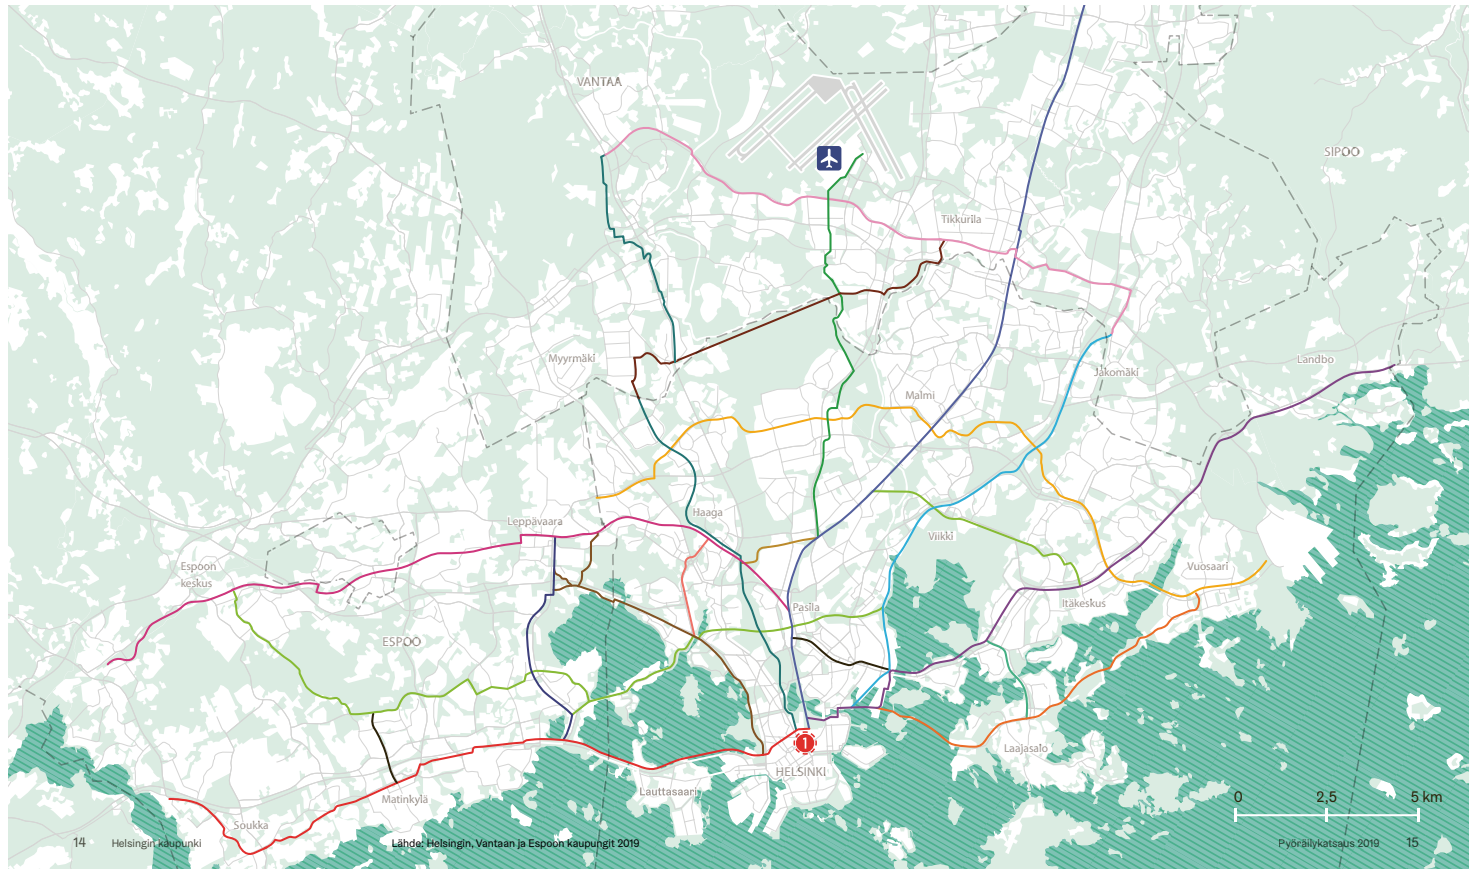 VANTAA
SIPOO
Tikkurila
Myyrmäki
Landbo
Jakomäki
Malmi
Haaga
Leppävaara
Viikki
Espoon
keskus
Vuosaari
Itäkeskus
Pasila
ESPOO
1
Laajasalo
HELSINKI
Lauttasaari
Matinkylä
Soukka
0 2,5 5 km
14 Helsingin kaupunki
Lähde: Helsingin, Vantaan ja Espoon kaupungit 2019
Pyöräilykatsaus 2019 15